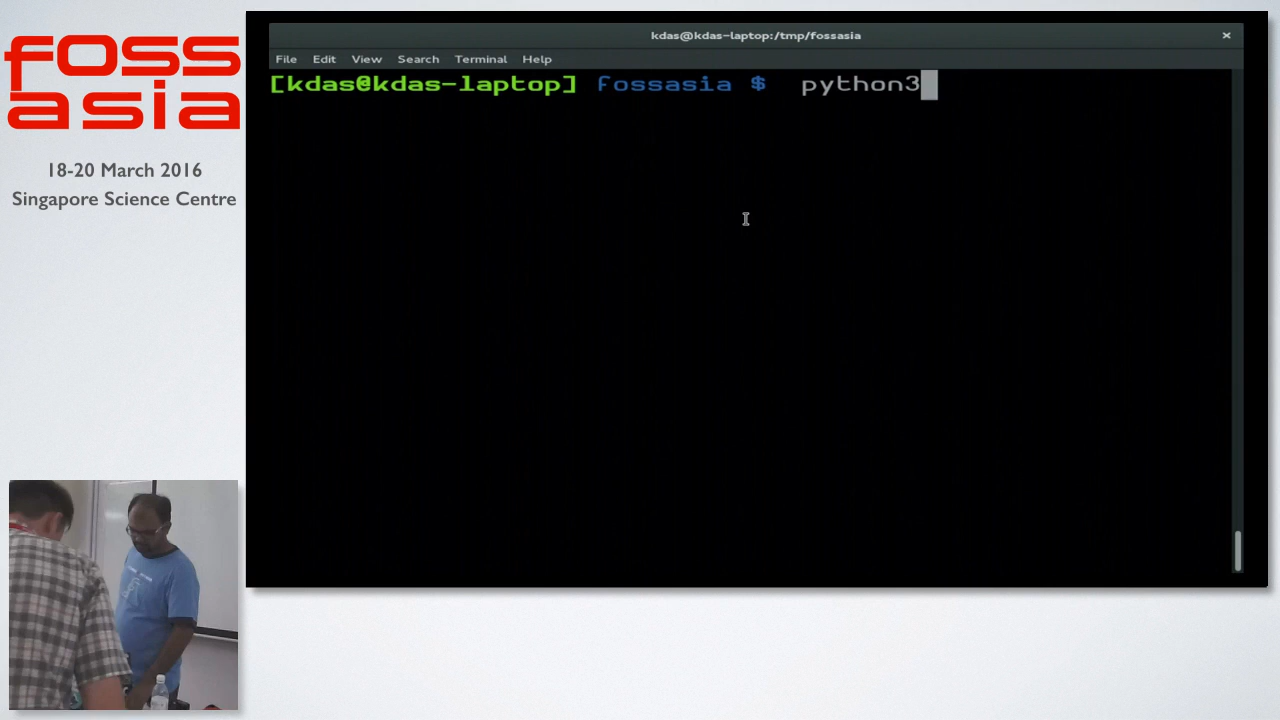 foss
asia
18-20 March 2016
Singapore Science Centre
kdas@kdas-laptop:/tmp/fossasia
File Edit View Search Terminal Help
[kdas@kdas-laptop] fossasia $ python3